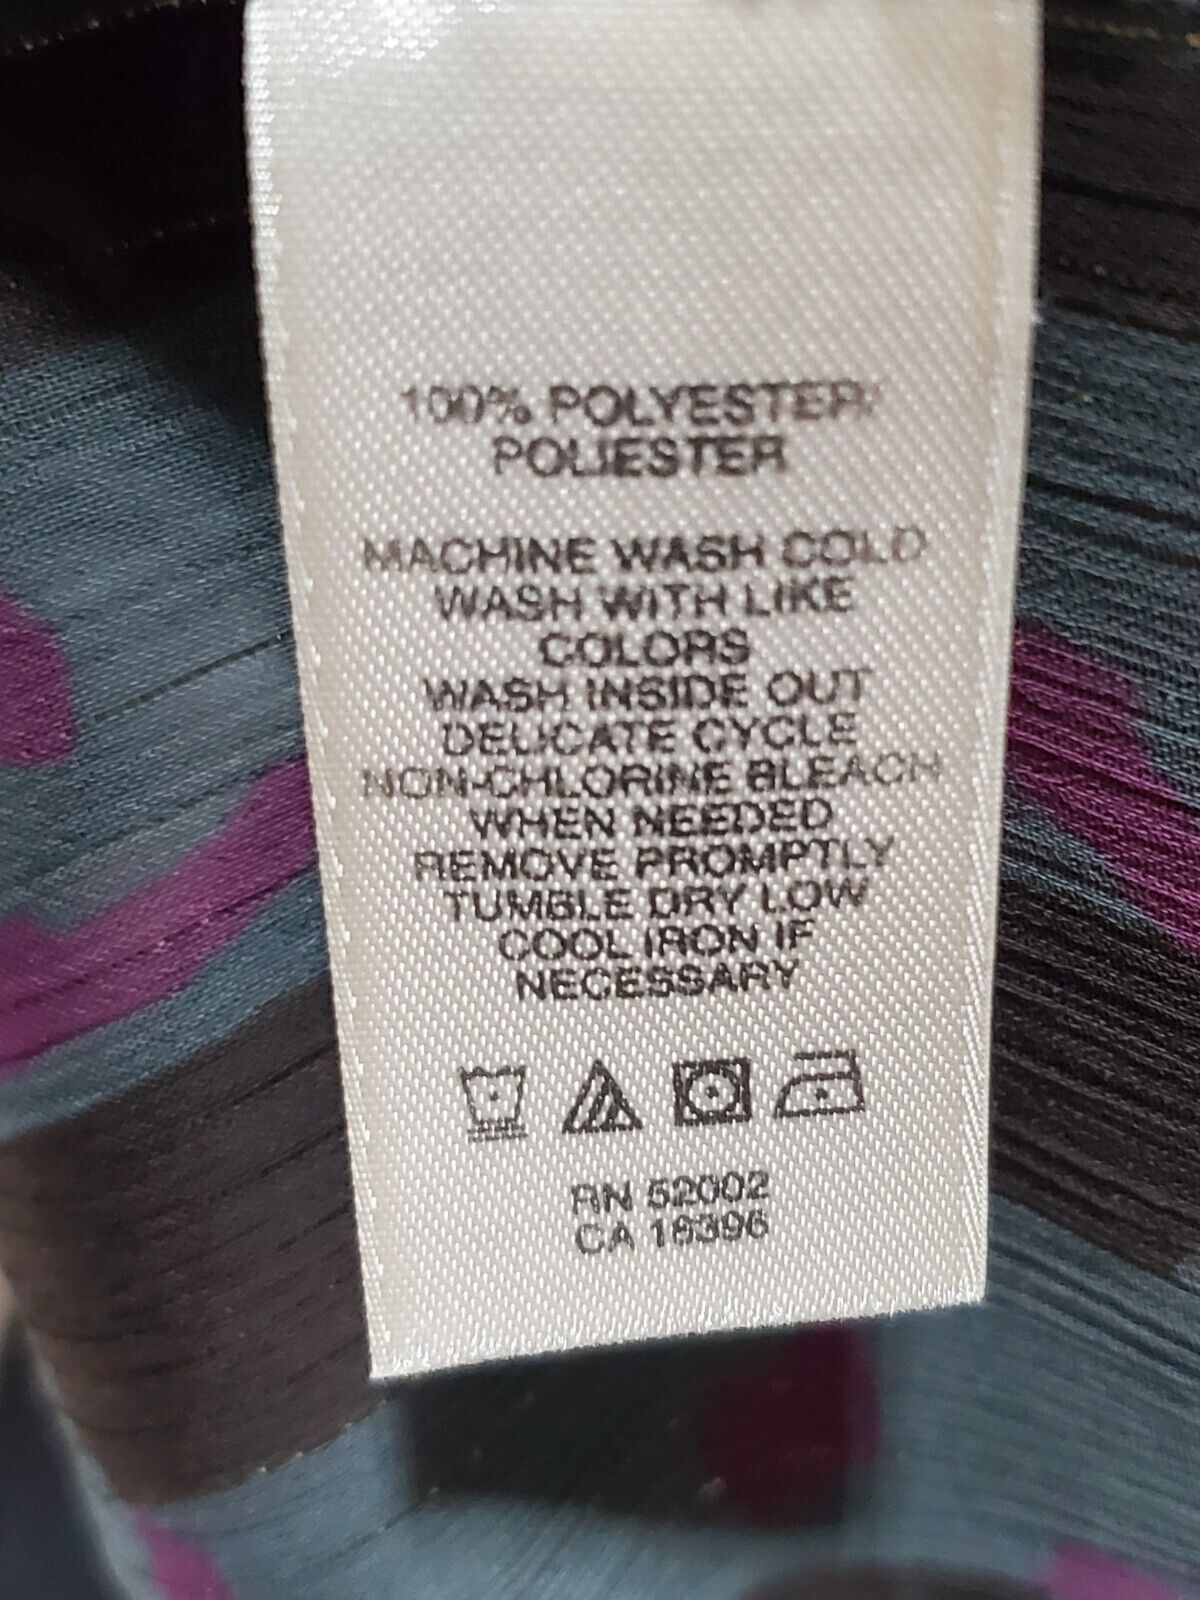 100% POLYESTER/
POLIESTER
MACHINE WASH COLD
WASH WITH LIKE
COLORS
WASH INSIDE OUT
DELICATE CYCLE
NON-CHLORINE BLEACH
WHEN NEEDED
REMOVE PROMPTLY
TUMBLE DRY LOW
COOL IRON IF
NECESSARY
RN 52002
CA 16396